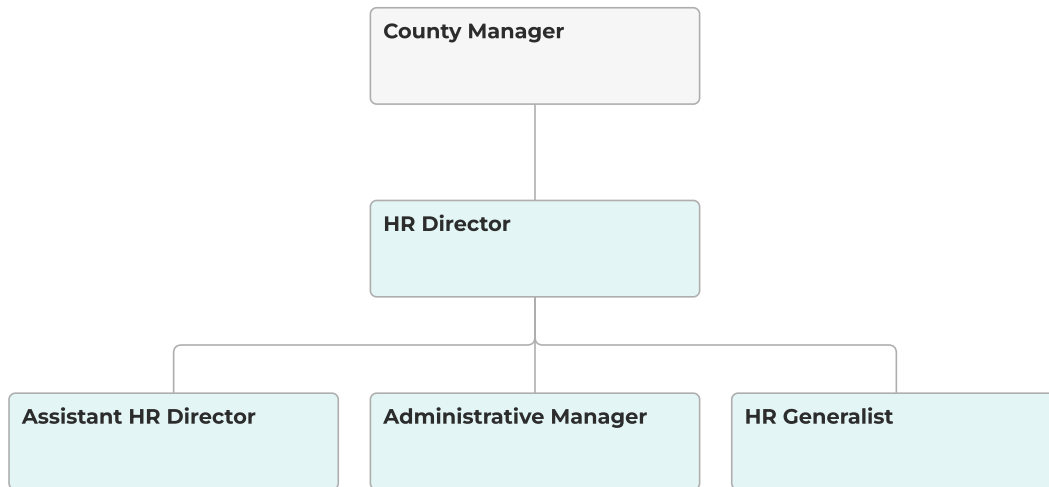 County Manager
HR Director
Assistant HR Director
Administrative Manager
HR Generalist